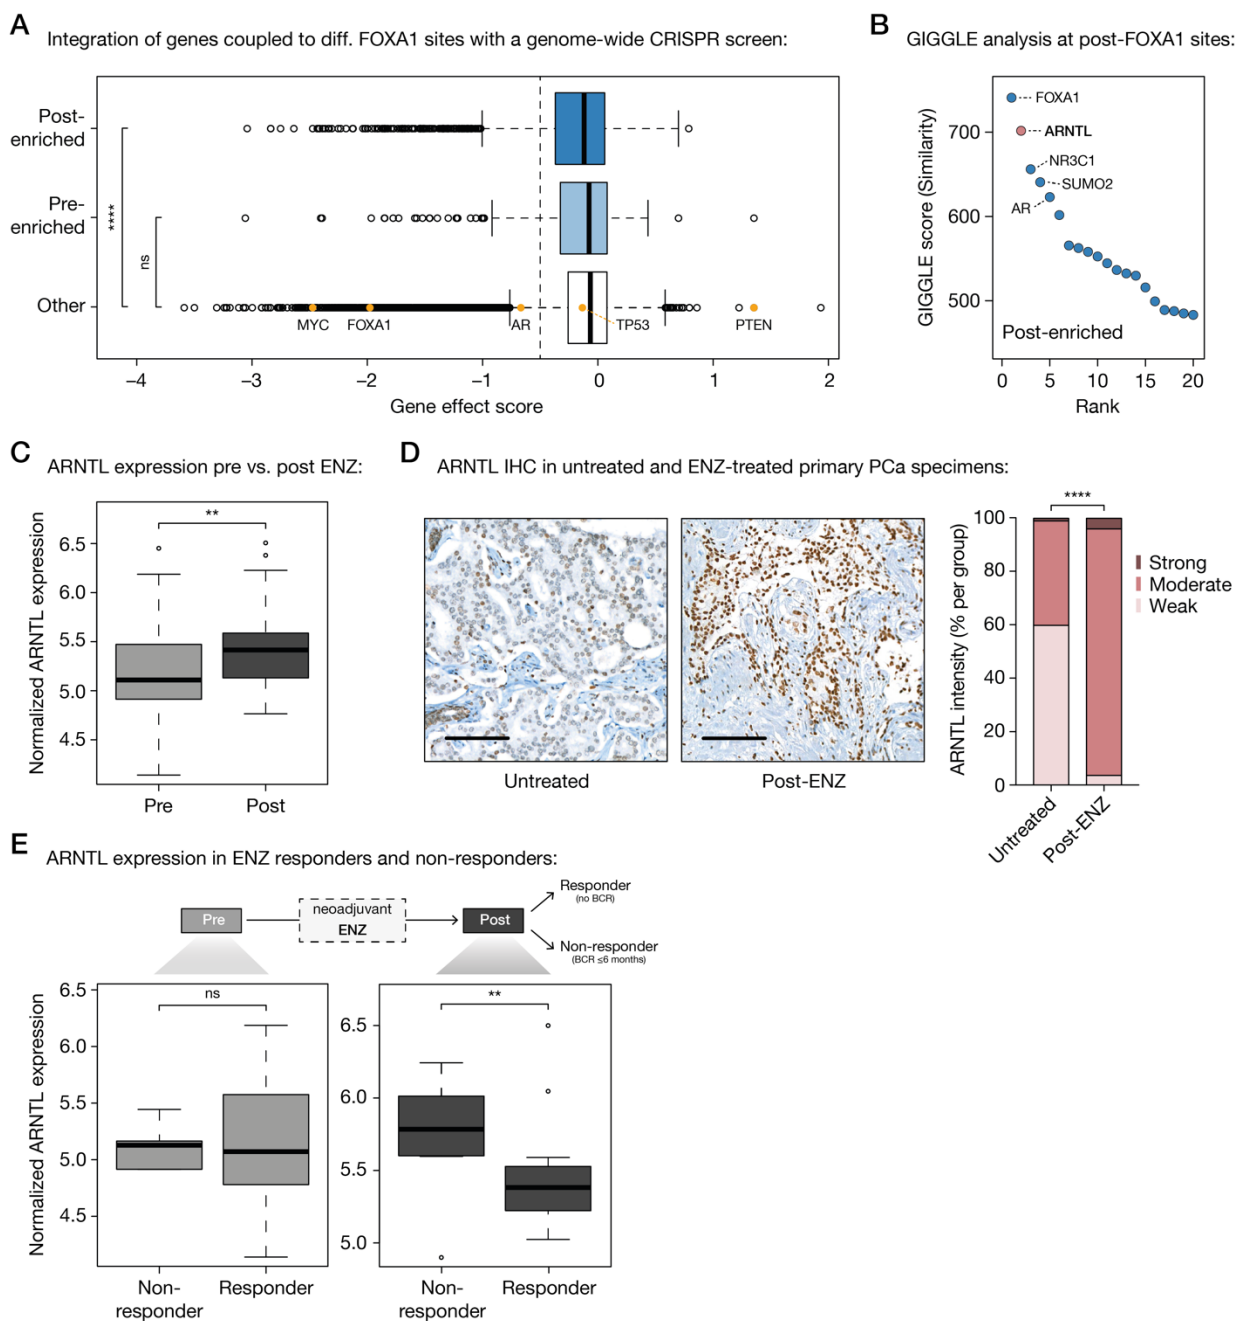 A
Integration of genes coupled to diff. FOXA1 sites with a genome-wide CRISPR screen:
Post-
enriched
Pre-
enriched
Other
****
ns
MYC
FOXA1
AR
TP53
PTEN
−4
−3
−2
−1
0
1
2
Gene effect score
B
GIGGLE analysis at post-FOXA1 sites:
GIGGLE score (Similarity)
700
600
500
FOXA1
ARNTL
NR3C1
SUMO2
AR
Post-enriched
0
5
10
15
20
Rank
C
ARNTL expression pre vs. post ENZ:
Normalized ARNTL expression
6.5
6.0
5.5
5.0
4.5
**
Pre
Post
D
ARNTL IHC in untreated and ENZ-treated primary PCa specimens:
Untreated
Post-ENZ
ARNTL intensity (% per group)
100
80
60
40
20
0
****
Strong
Moderate
Weak
Untreated
Post-ENZ
E
ARNTL expression in ENZ responders and non-responders:
Pre
neoadjuvant
ENZ
Post
Responder
(no BCR)
Non-responder
(BCR ≤6 months)
Normalized ARNTL expression
6.5
6.0
5.5
5.0
4.5
ns
Non-
responder
Responder
6.5
6.0
5.5
5.0
**
Non-
responder
Responder